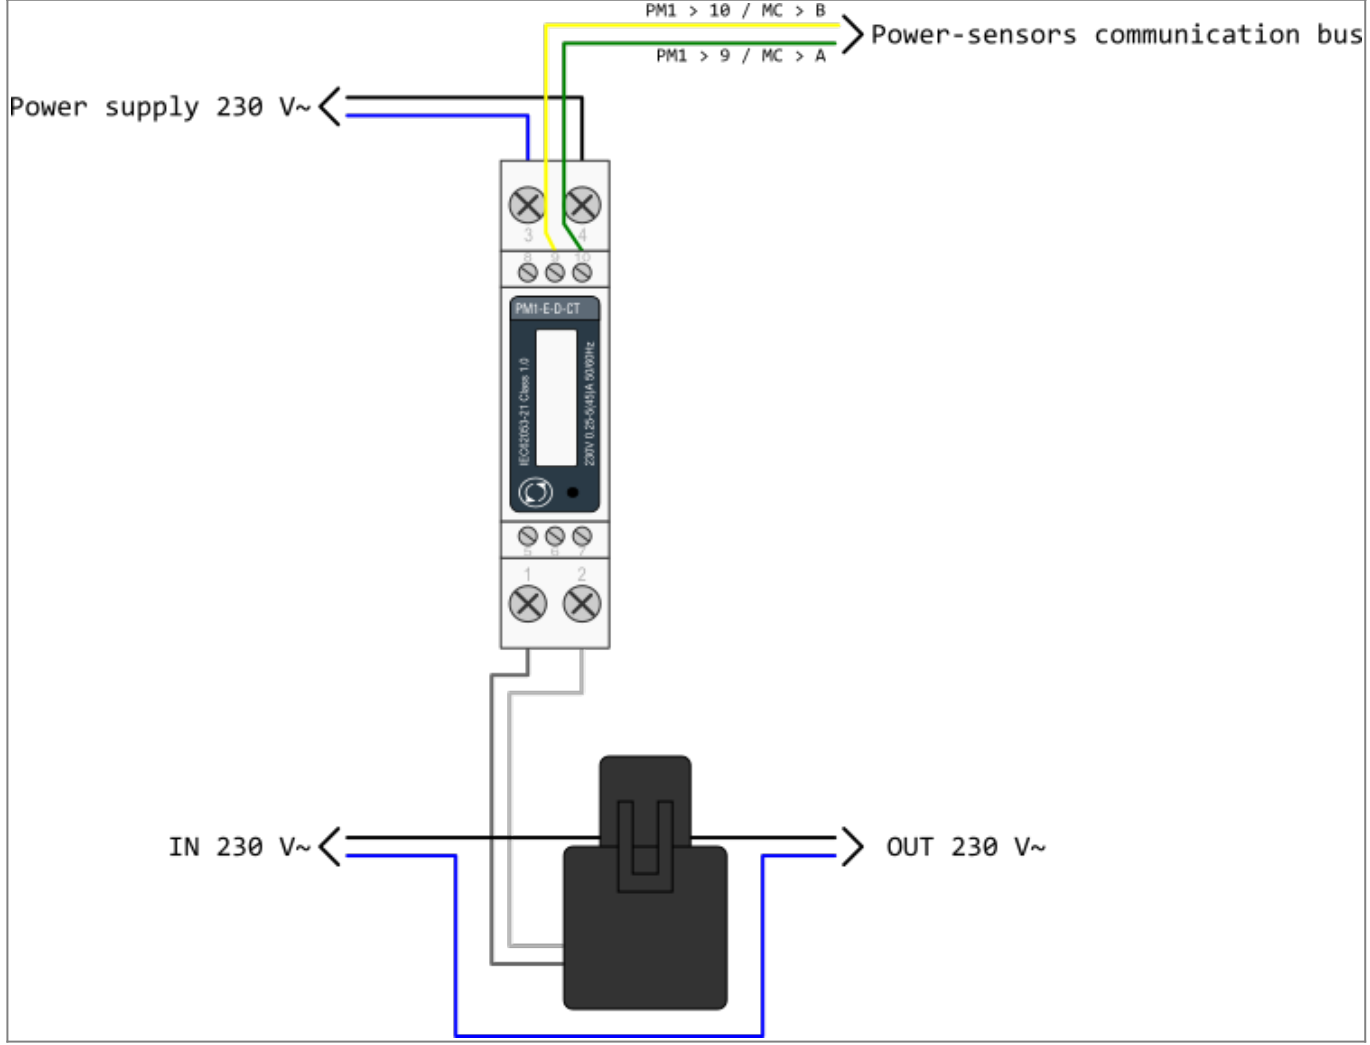 PM1 > 10 / MC > B
Power-sensors communication bus
PM1 > 9 / MC > A
Power supply 230 V~
3 4
8 9 10
PM1-E-D-CT
IEC62053-21 Class 1.0
230V 0.25-5(45)A 50/60Hz
5 6 7
1 2
IN 230 V~
OUT 230 V~